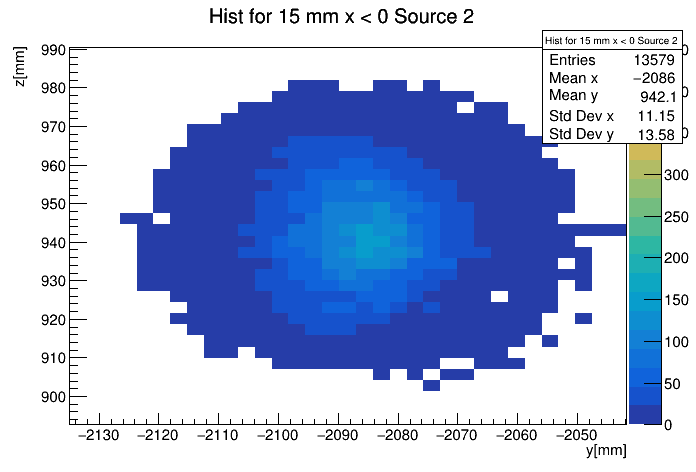 Hist for 15 mm x < 0 Source 2
z[mm]
990
980
970
960
950
940
930
920
910
900
−2130 −2120 −2110 −2100 −2090 −2080 −2070 −2060 −2050
y[mm]
Hist for 15 mm x < 0 Source 2
Entries 13579
Mean x −2086
Mean y 942.1
Std Dev x 11.15
Std Dev y 13.58
300
250
200
150
100
50
0